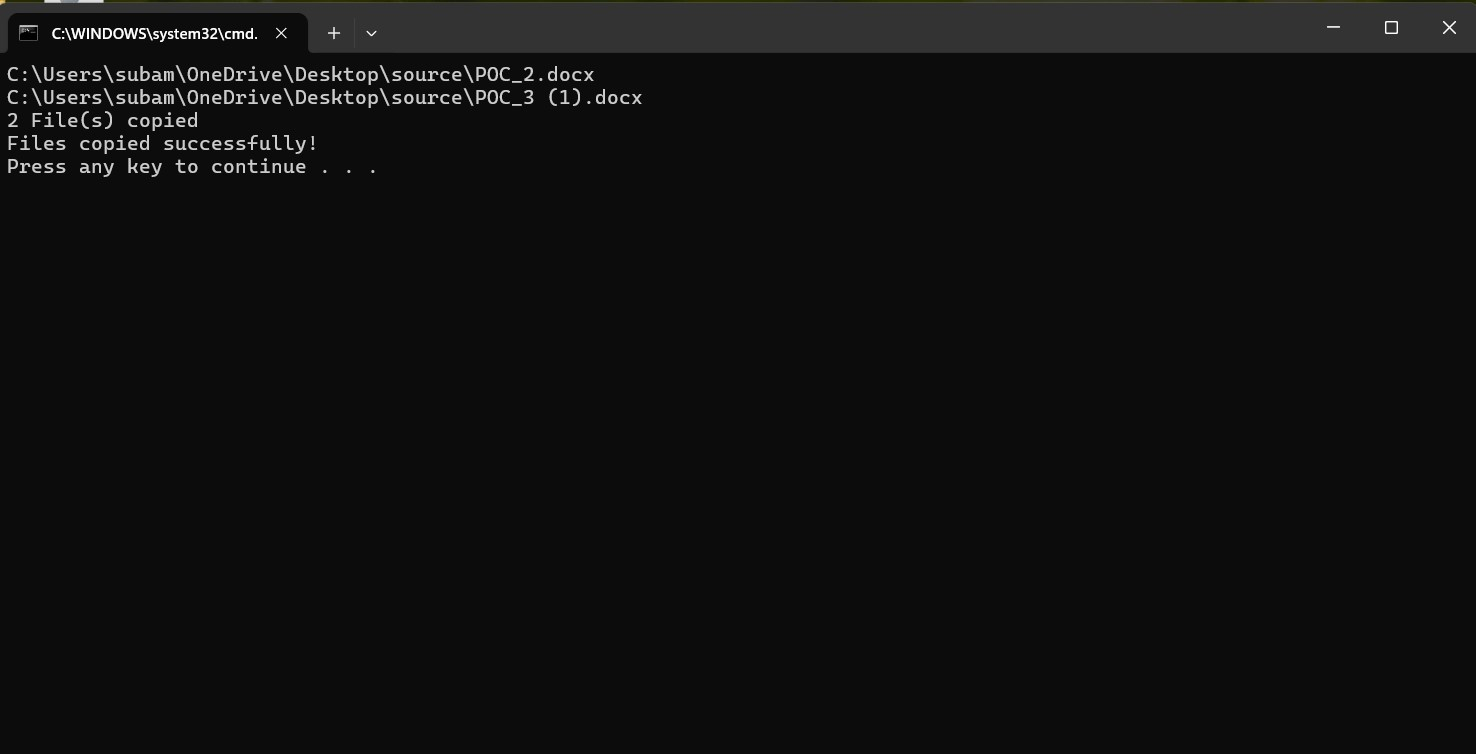 C:\WINDOWS\system32\cmd.
C:\Users\subam\OneDrive\Desktop\source\POC_2.docx
C:\Users\subam\OneDrive\Desktop\source\POC_3 (1).docx
2 File(s) copied
Files copied successfully!
Press any key to continue . . .